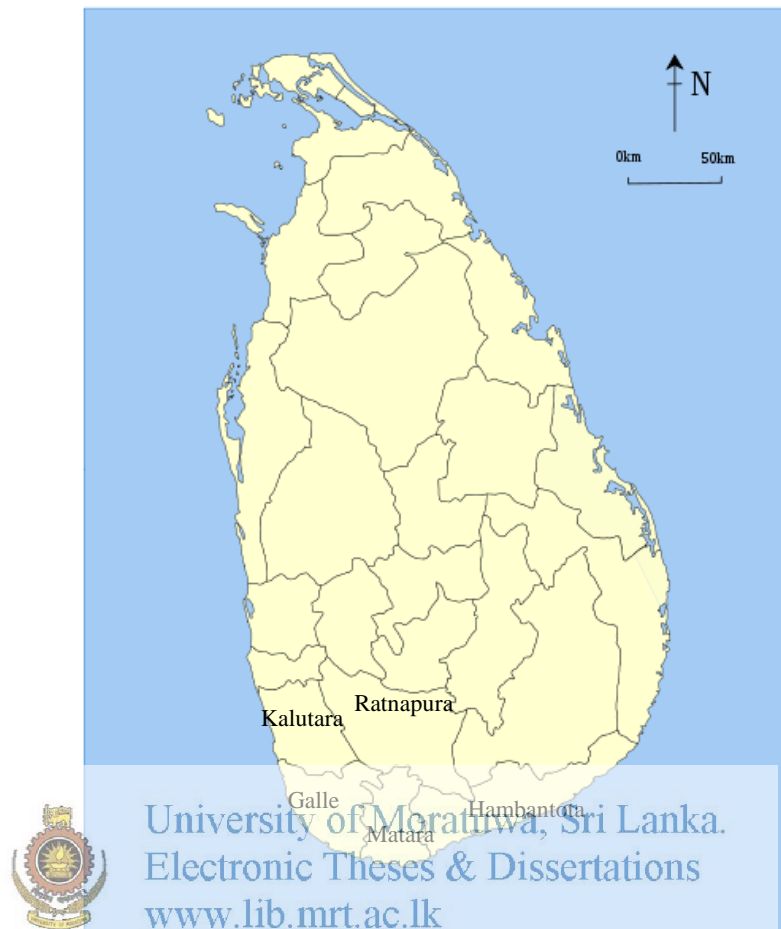 N
0km 50km
Ratnapura
Kalutara
Galle
Hambantota
Matara
University of Moratuwa, Sri Lanka.
Electronic Theses & Dissertations
www.lib.mrt.ac.lk